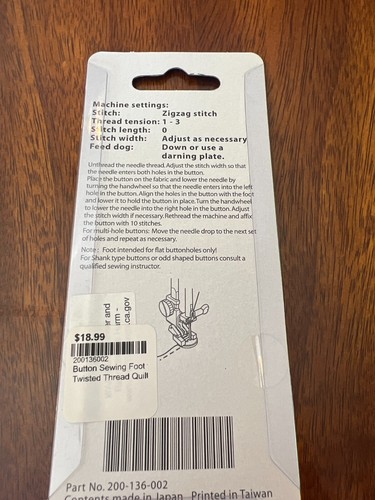 Machine settings:
Stitch: Zigzag stitch
Thread tension: 1 - 3
Stitch length: 0
Stitch width: Adjust as necessary
Feed dog: Down or use a
darning plate.
Unthread the needle thread. Adjust the stitch width so that
the needle enters both holes in the button.
Place the button on the fabric and lower the needle by
turning the handwheel so that the needle enters into the left
hole in the button. Align the holes in the button with the foot
and lower it to hold the button in place. Turn the handwheel
to lower the needle into the right hole in the button. Adjust
the stitch width if necessary. Rethread the machine and affix
the button with 10 stitches.
For multi-hole buttons: Move the needle drop to the next set
of holes and repeat as necessary.
Note : Foot intended for flat buttonholes only!
For Shank type buttons or odd shaped buttons consult a
qualified sewing instructor.
er and
arm -
.ca.gov
$18.99
200136002
Button Sewing Foot
Twisted Thread Quilt
Part No. 200-136-002
Contents made in Japan Printed in Taiwan